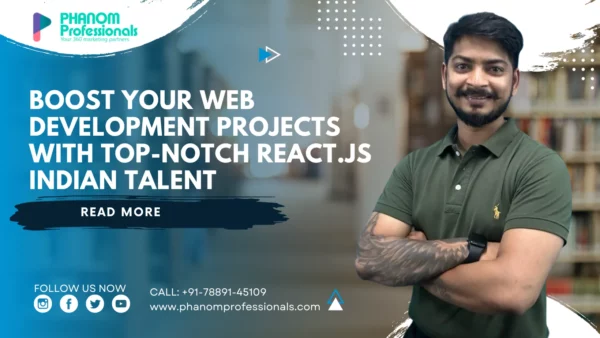 PHANOM
Professionals
Your 360 marketing partners
BOOST YOUR WEB
DEVELOPMENT PROJECTS
WITH TOP-NOTCH REACT.JS
INDIAN TALENT
READ MORE
FOLLOW US NOW
CALL: +91-78891-45109
www.phanomprofessionals.com